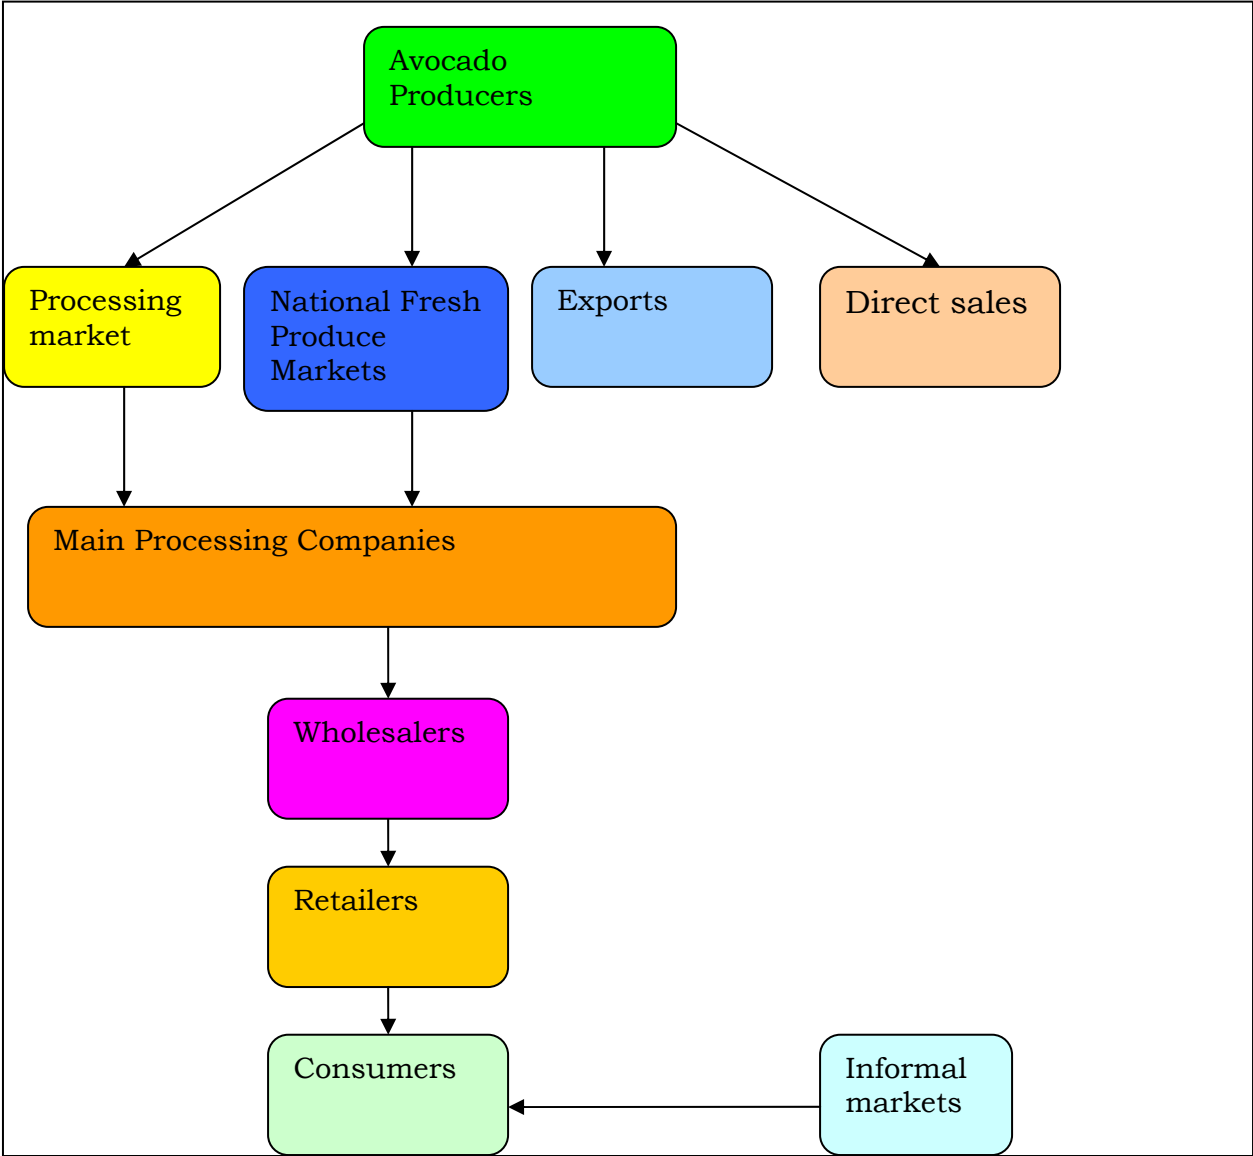 Avocado
Producers
Processing
market
National Fresh
Produce
Markets
Exports
Direct sales
Main Processing Companies
Wholesalers
Retailers
Consumers
Informal
markets